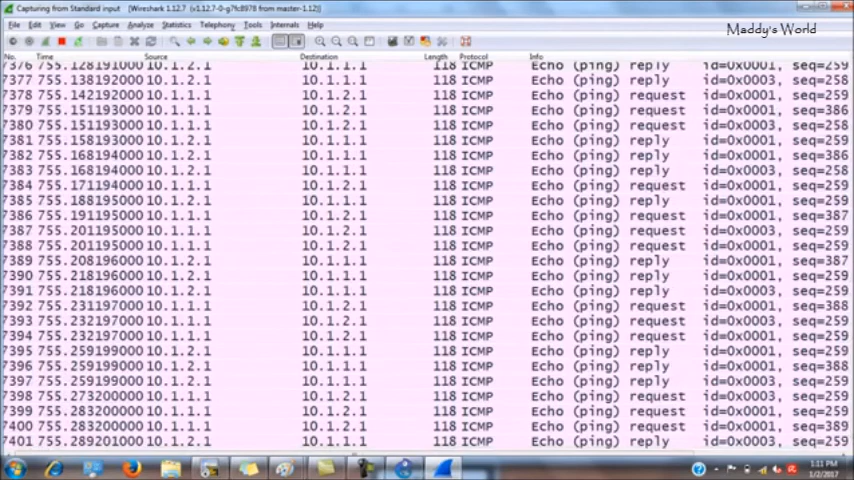 Capturing from Standard input [Wireshark 1.12.7 (v1.12.7-0-g7fc8978 from master-1.12)]
File Edit View Go Capture Analyze Statistics Telephony Tools Internals Help
Maddy's World
No. Time Source Destination Length Protocol Info
7376 755.128191000 10.1.2.1 10.1.1.1 118 ICMP Echo (ping) reply id=0x0001, seq=259
7377 755.138192000 10.1.2.1 10.1.1.1 118 ICMP Echo (ping) reply id=0x0003, seq=258
7378 755.142192000 10.1.1.1 10.1.2.1 118 ICMP Echo (ping) request id=0x0001, seq=259
7379 755.151193000 10.1.1.1 10.1.2.1 118 ICMP Echo (ping) request id=0x0001, seq=386
7380 755.151193000 10.1.1.1 10.1.2.1 118 ICMP Echo (ping) request id=0x0003, seq=258
7381 755.158193000 10.1.2.1 10.1.1.1 118 ICMP Echo (ping) reply id=0x0001, seq=259
7382 755.168194000 10.1.2.1 10.1.1.1 118 ICMP Echo (ping) reply id=0x0001, seq=386
7383 755.168194000 10.1.2.1 10.1.1.1 118 ICMP Echo (ping) reply id=0x0003, seq=258
7384 755.171194000 10.1.1.1 10.1.2.1 118 ICMP Echo (ping) request id=0x0001, seq=259
7385 755.188195000 10.1.2.1 10.1.1.1 118 ICMP Echo (ping) reply id=0x0001, seq=259
7386 755.191195000 10.1.1.1 10.1.2.1 118 ICMP Echo (ping) request id=0x0001, seq=387
7387 755.201195000 10.1.1.1 10.1.2.1 118 ICMP Echo (ping) request id=0x0003, seq=259
7388 755.201195000 10.1.1.1 10.1.2.1 118 ICMP Echo (ping) request id=0x0001, seq=259
7389 755.208196000 10.1.2.1 10.1.1.1 118 ICMP Echo (ping) reply id=0x0001, seq=387
7390 755.218196000 10.1.2.1 10.1.1.1 118 ICMP Echo (ping) reply id=0x0001, seq=259
7391 755.218196000 10.1.2.1 10.1.1.1 118 ICMP Echo (ping) reply id=0x0003, seq=259
7392 755.231197000 10.1.1.1 10.1.2.1 118 ICMP Echo (ping) request id=0x0001, seq=388
7393 755.232197000 10.1.1.1 10.1.2.1 118 ICMP Echo (ping) request id=0x0003, seq=259
7394 755.232197000 10.1.1.1 10.1.2.1 118 ICMP Echo (ping) request id=0x0001, seq=259
7395 755.259199000 10.1.2.1 10.1.1.1 118 ICMP Echo (ping) reply id=0x0001, seq=259
7396 755.259199000 10.1.2.1 10.1.1.1 118 ICMP Echo (ping) reply id=0x0001, seq=388
7397 755.259199000 10.1.2.1 10.1.1.1 118 ICMP Echo (ping) reply id=0x0003, seq=259
7398 755.273200000 10.1.1.1 10.1.2.1 118 ICMP Echo (ping) request id=0x0003, seq=259
7399 755.283200000 10.1.1.1 10.1.2.1 118 ICMP Echo (ping) request id=0x0001, seq=259
7400 755.283200000 10.1.1.1 10.1.2.1 118 ICMP Echo (ping) request id=0x0001, seq=389
7401 755.289201000 10.1.2.1 10.1.1.1 118 ICMP Echo (ping) reply id=0x0003, seq=259
1:11 PM
1/2/2017